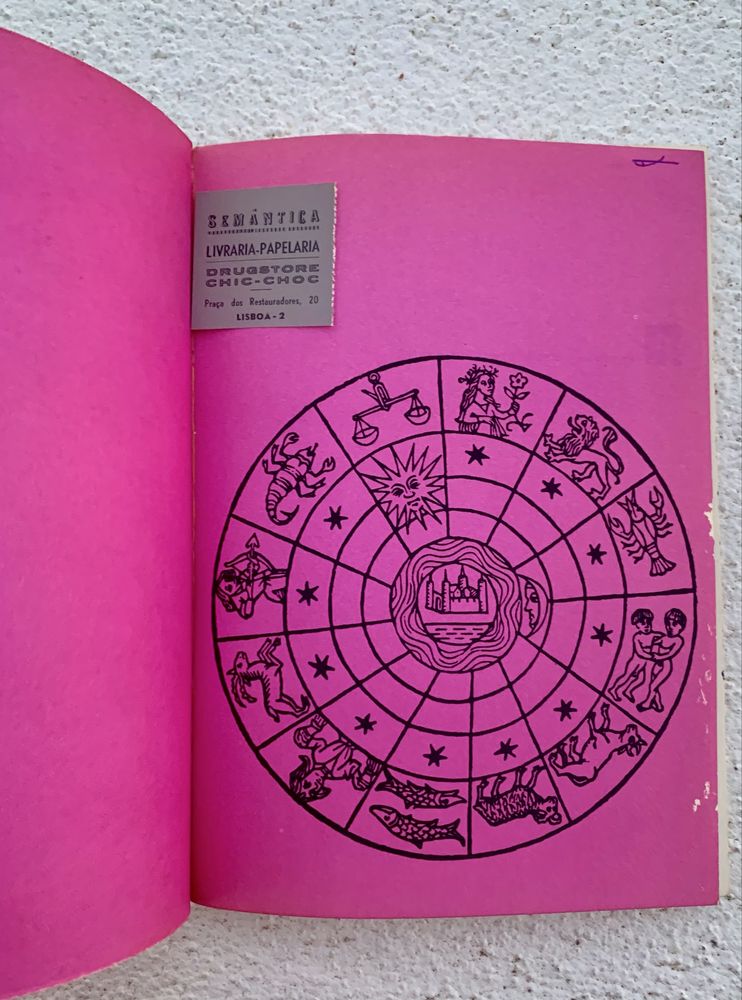 SEMÂNTICA
LIVRARIA-PAPELARIA
DRUGSTORE
CHIC-CHOC
Praça dos Restauradores, 20
LISBOA-2